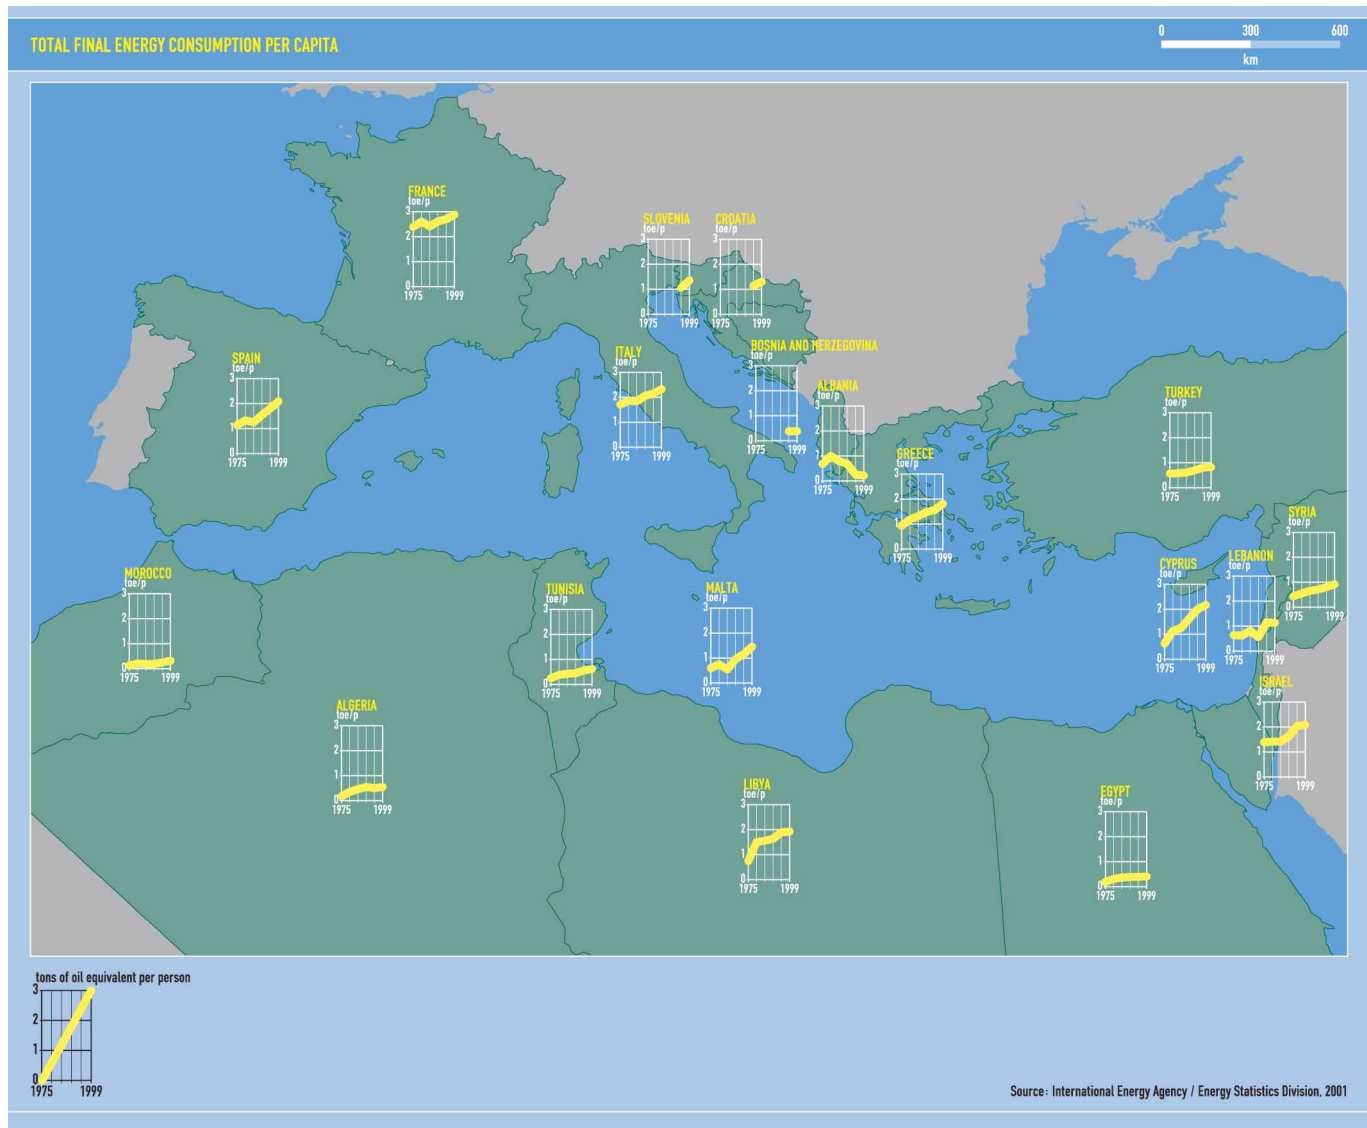 TOTAL FINAL ENERGY CONSUMPTION PER CAPITA
0 300 600
km
FRANCE
toe/p
3
2
1
0
1975 1999
SLOVENIA
toe/p
3
2
1
0
1975 1999
CROATIA
toe/p
3
2
1
0
1975 1999
SPAIN
toe/p
3
2
1
0
1975 1999
ITALY
toe/p
3
2
1
0
1975 1999
BOSNIA AND HERZEGOVINA
toe/p
3
2
1
0
1975 1999
ALBANIA
toe/p
3
2
1
0
1975 1999
GREECE
toe/p
3
2
1
0
1975 1999
TURKEY
toe/p
3
2
1
0
1975 1999
SYRIA
toe/p
3
2
1
0
1975 1999
CYPRUS
toe/p
3
2
1
0
1975 1999
LEBANON
toe/p
3
2
1
0
1975 1999
MOROCCO
toe/p
3
2
1
0
1975 1999
TUNISIA
toe/p
3
2
1
0
1975 1999
MALTA
toe/p
3
2
1
0
1975 1999
ISRAEL
toe/p
3
2
1
0
1975 1999
ALGERIA
toe/p
3
2
1
0
1975 1999
LIBYA
toe/p
3
2
1
0
1975 1999
EGYPT
toe/p
3
2
1
0
1975 1999
tons of oil equivalent per person
3
2
1
0
1975 1999
Source: International Energy Agency / Energy Statistics Division, 2001